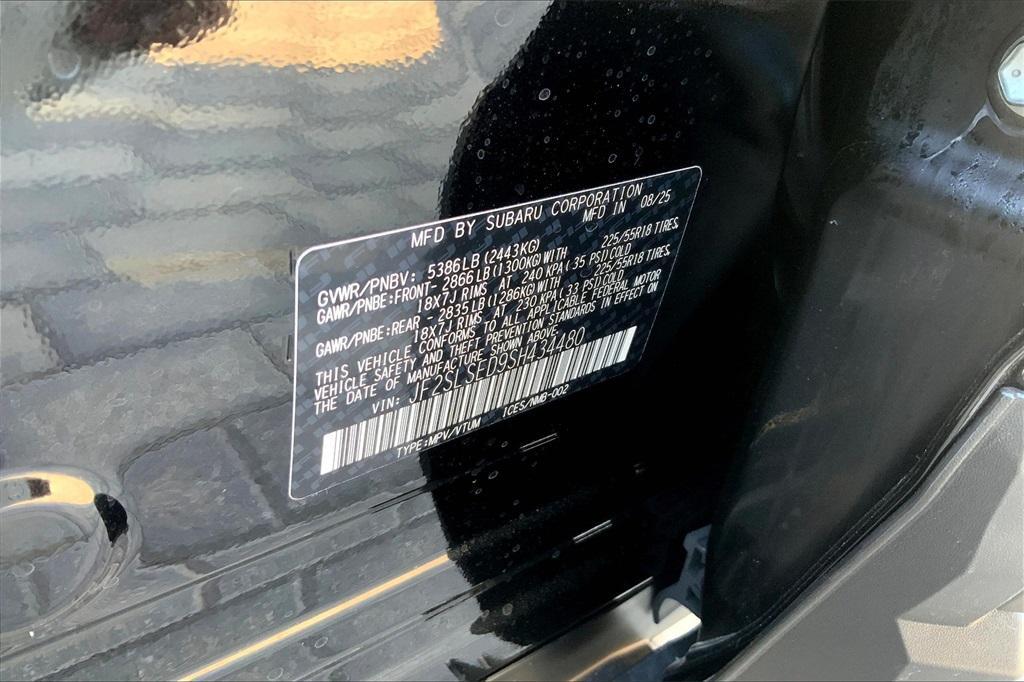 MFD BY SUBARU CORPORATION
MFD IN 08/25
GVWR/PNBV: 5386LB(2443KG)
GAWR/PNBE:FRONT- 2866LB(1300KG)WITH 225/55R18 TIRES,
18X7J RIMS AT 240 KPA(35 PSI)COLD
GAWR/PNBE:REAR - 2835LB(1286KG)WITH 225/55R18 TIRES,
18X7J RIMS AT 230 KPA(33 PSI)COLD.
THIS VEHICLE CONFORMS TO ALL APPLICABLE FEDERAL MOTOR
VEHICLE SAFETY AND THEFT PREVENTION STANDARDS IN EFFECT ON
THE DATE OF MANUFACTURE SHOWN ABOVE.
VIN: JF2SLSED9SH434480
TYPE:MPV/VTUM ICES/NMB-002